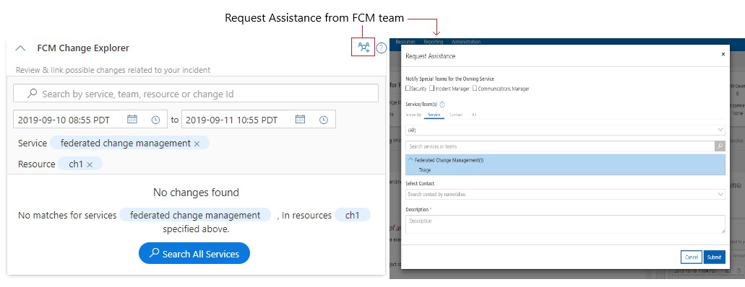 Request Assistance from FCM team
FCM Change Explorer
Review & link possible changes related to your incident
Search by service, team, resource or change Id
2019-09-10 08:55 PDT to 2019-09-11 10:55 PDT
Service federated change management ×
Resource ch1 ×
No changes found
No matches for services federated change management , In resources ch1
specified above.
Search All Services
Resources Reporting Administration
Request Assistance ×
Notify Special Teams for the Owning Service
Security Incident Manager Communications Manager
Service/Team(s)
Service Contact
(All)
Search services or teams
Federated Change Management(1)
Triage
Select Contact
Search contact by name/alias
Description *
Description
Cancel Submit